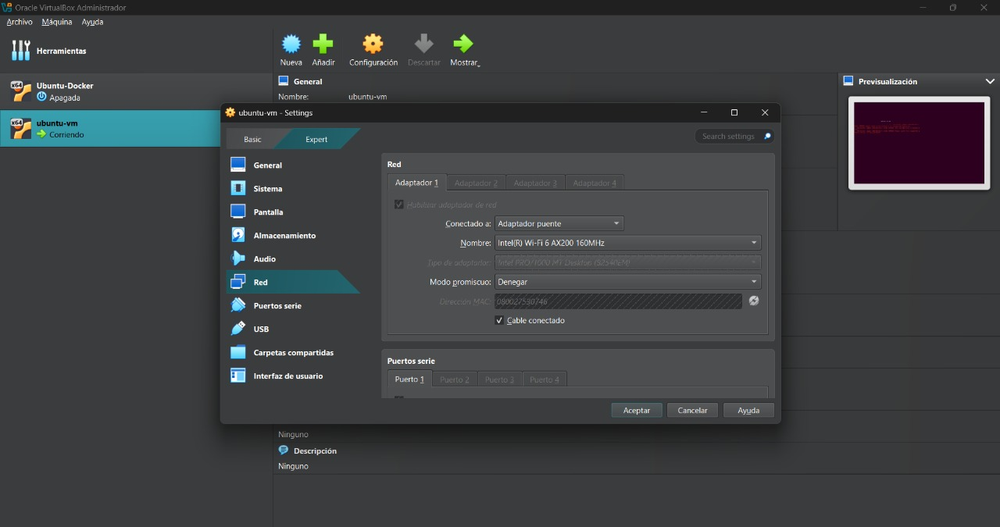 Oracle VirtualBox Administrador
Archivo Máquina Ayuda
Herramientas
Nueva Añadir Configuración Descartar Mostrar
x64 Ubuntu-Docker
Apagada
x64 ubuntu-vm
Corriendo
General
Nombre: ubuntu-vm
Previsualización
ubuntu-vm - Settings
Basic Expert
Search settings
General
Sistema
Pantalla
Almacenamiento
Audio
Red
Puertos serie
USB
Carpetas compartidas
Interfaz de usuario
Red
Adaptador 1 Adaptador 2 Adaptador 3 Adaptador 4
Habilitar adaptador de red
Conectado a: Adaptador puente
Nombre: Intel(R) Wi-Fi 6 AX200 160MHz
Tipo de adaptador: Intel PRO/1000 MT Desktop (82540EM)
Modo promiscuo: Denegar
Dirección MAC: 080027530746
Cable conectado
Puertos serie
Puerto 1 Puerto 2 Puerto 3 Puerto 4
Aceptar Cancelar Ayuda
Ninguno
Descripción
Ninguno